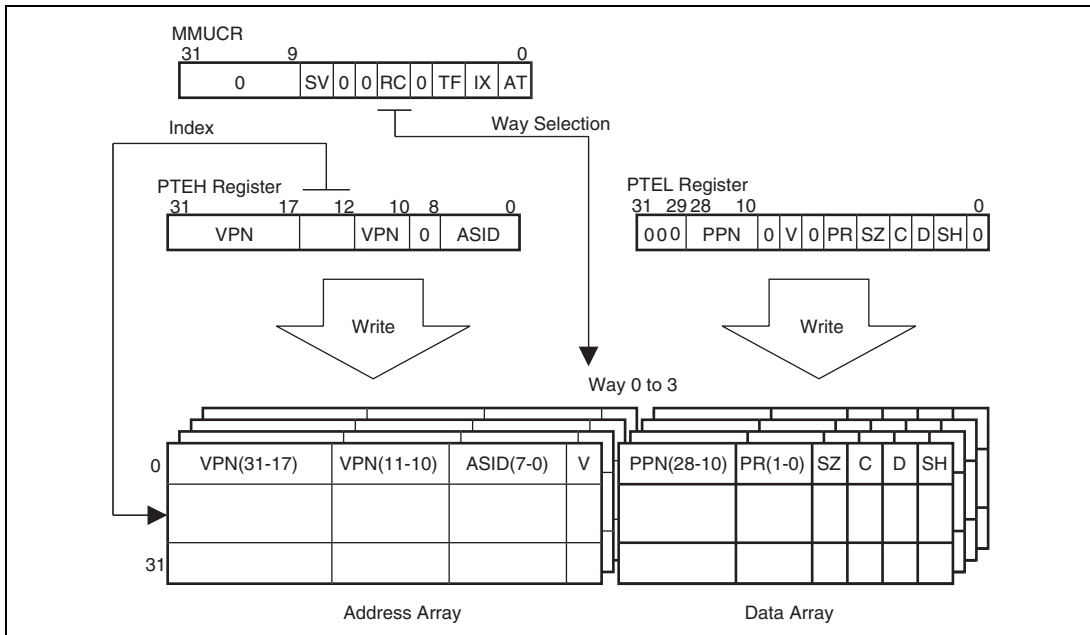 MMUCR
31 9 0
0 SV 0 0 RC 0 TF IX AT
Index
Way Selection
PTEH Register
31 17 12 10 8 0
VPN VPN 0 ASID
PTEL Register
31 29 28 10 0
0 0 0 PPN 0 V 0 PR SZ C D SH 0
Write
Write
Way 0 to 3
0 VPN(31-17) VPN(11-10) ASID(7-0) V
PPN(28-10) PR(1-0) SZ C D SH
31
Address Array
Data Array